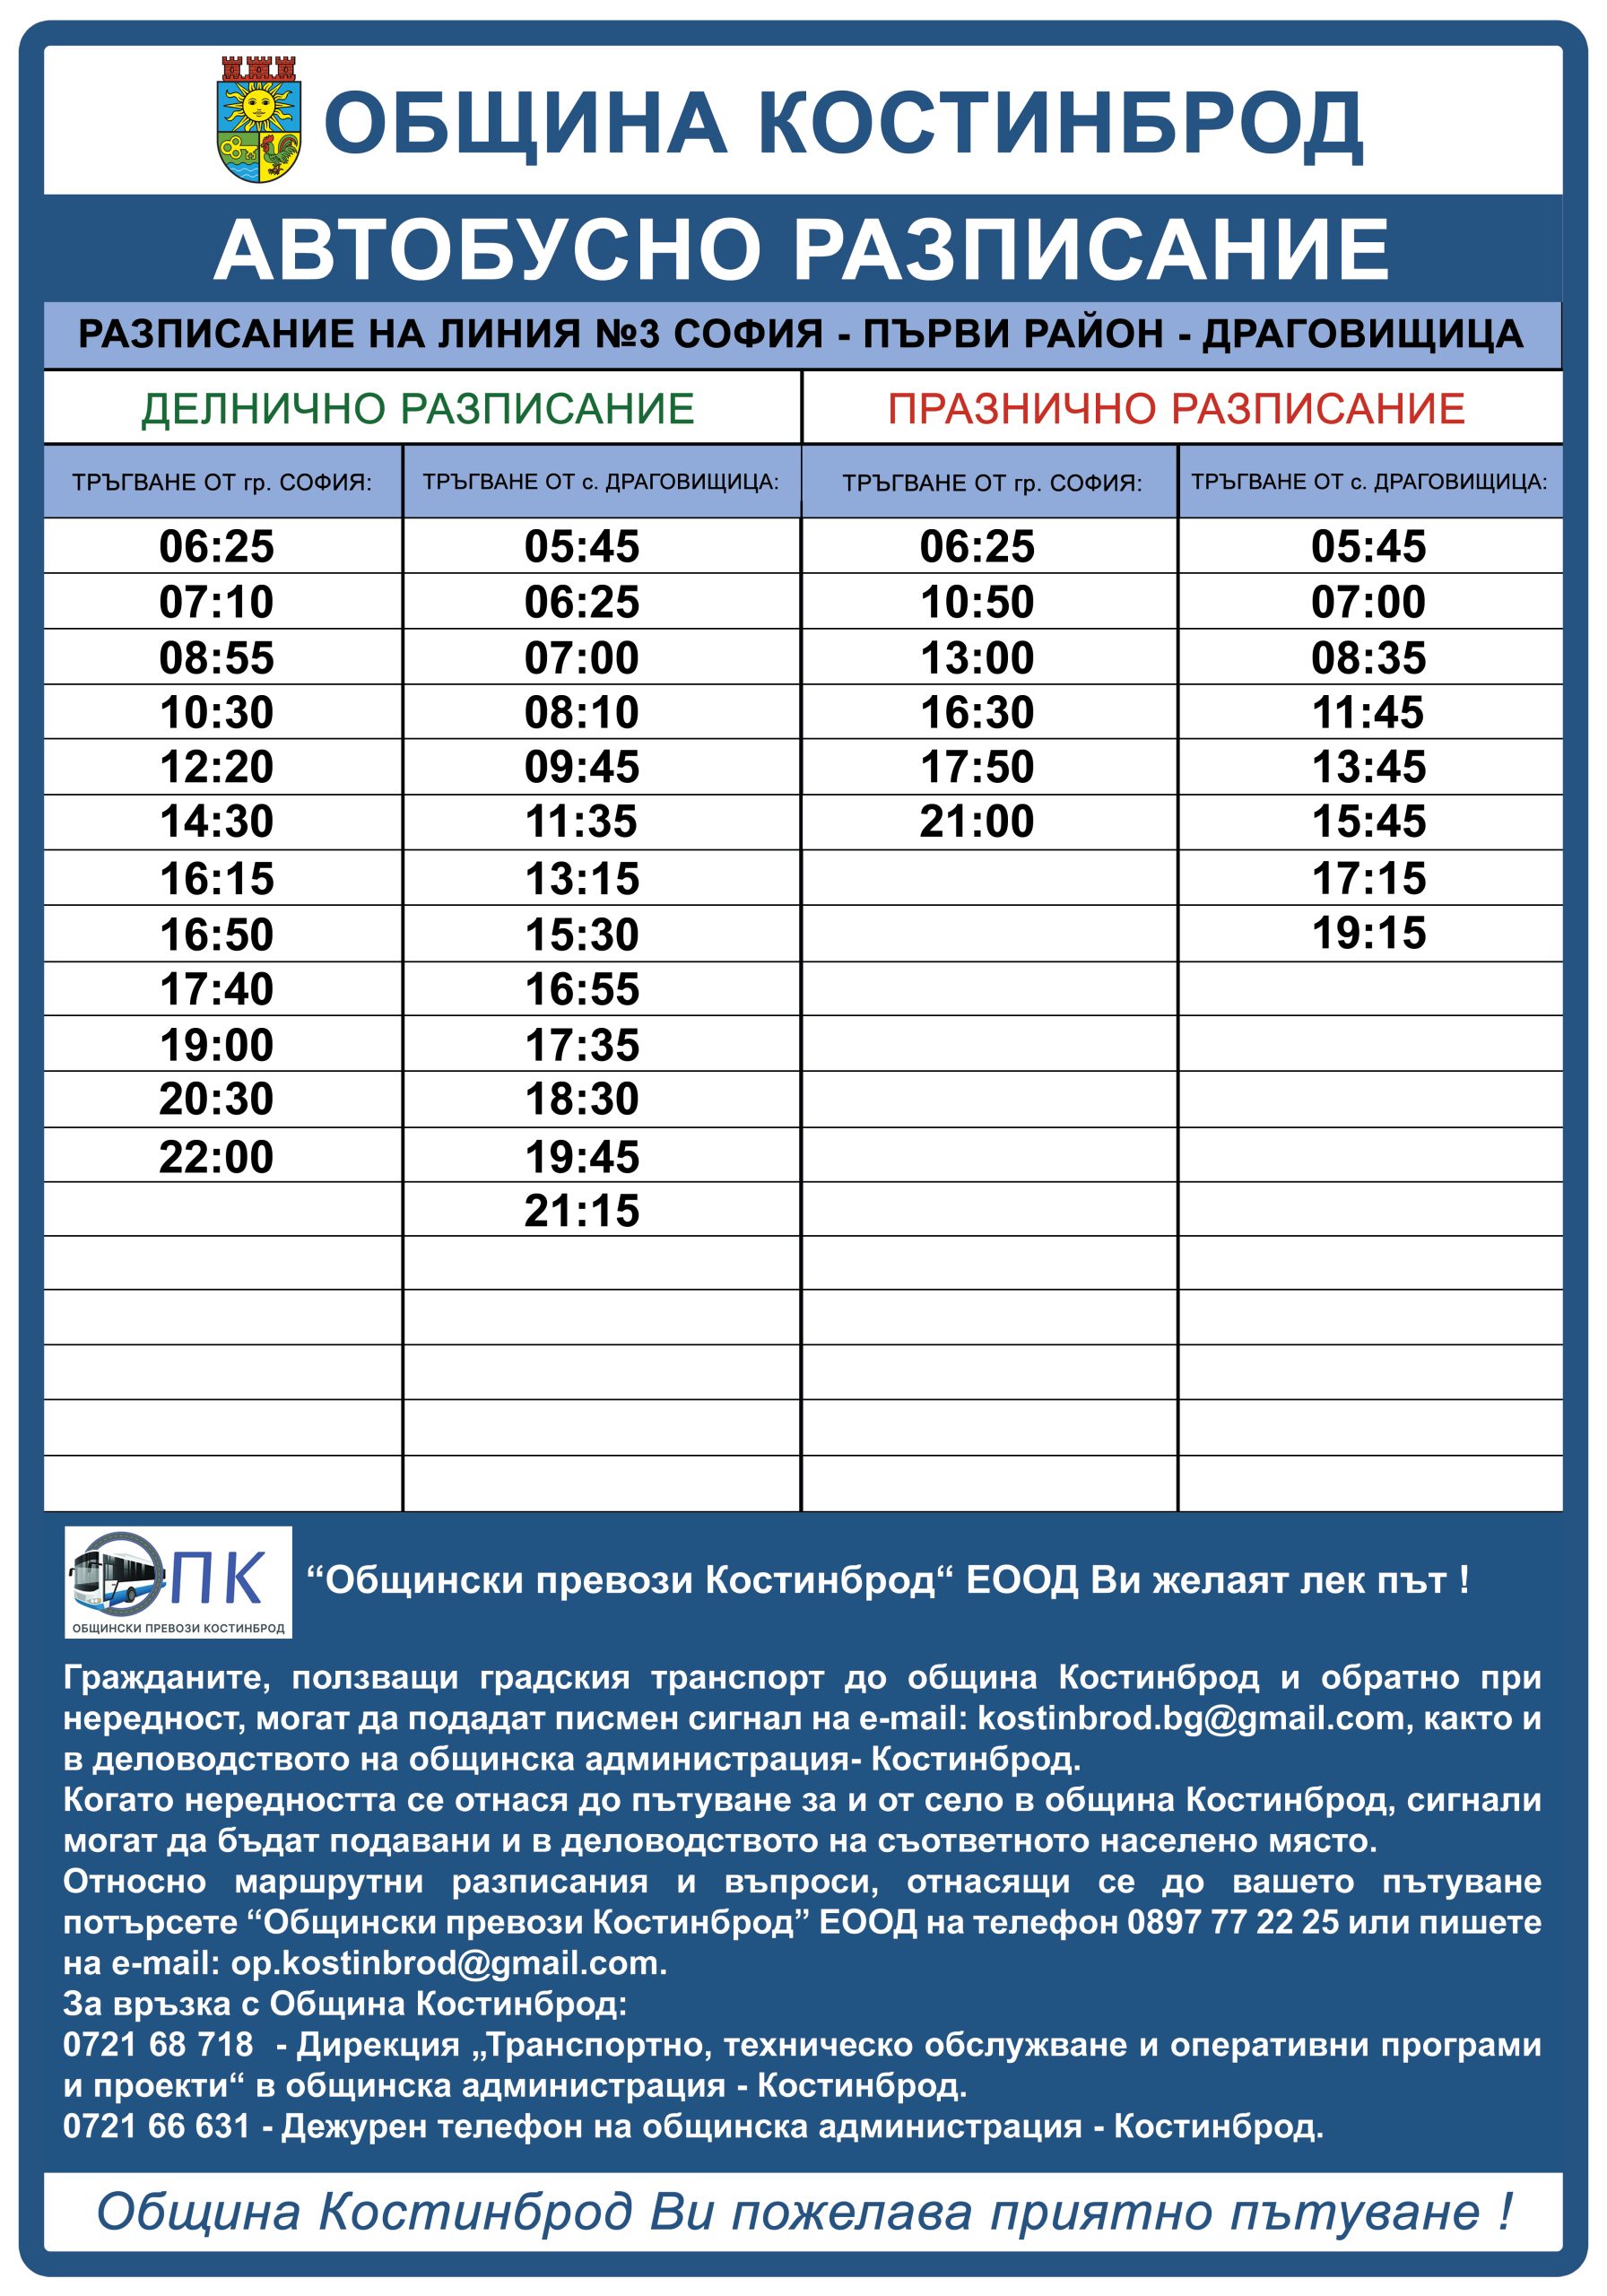 ОБЩИНА КОСТИНБРОД
АВТОБУСНО РАЗПИСАНИЕ
РАЗПИСАНИЕ НА ЛИНИЯ №3 СОФИЯ - ПЪРВИ РАЙОН - ДРАГОВИЩИЦА
ДЕЛНИЧНО РАЗПИСАНИЕ ПРАЗНИЧНО РАЗПИСАНИЕ
ТРЪГВАНЕ ОТ гр. СОФИЯ: ТРЪГВАНЕ ОТ с. ДРАГОВИЩИЦА: ТРЪГВАНЕ ОТ гр. СОФИЯ: ТРЪГВАНЕ ОТ с. ДРАГОВИЩИЦА:
06:25 05:45 06:25 05:45
07:10 06:25 10:50 07:00
08:55 07:00 13:00 08:35
10:30 08:10 16:30 11:45
12:20 09:45 17:50 13:45
14:30 11:35 21:00 15:45
16:15 13:15 17:15
16:50 15:30 19:15
17:40 16:55
19:00 17:35
20:30 18:30
22:00 19:45
21:15
ОПК
ОБЩИНСКИ ПРЕВОЗИ КОСТИНБРОД
“Общински превози Костинброд“ ЕООД Ви желаят лек път !
Гражданите, ползващи градския транспорт до община Костинброд и обратно при
нередност, могат да подадат писмен сигнал на e-mail: kostinbrod.bg@gmail.com, както и
в деловодството на общинска администрация- Костинброд.
Когато нередността се отнася до пътуване за и от село в община Костинброд, сигнали
могат да бъдат подавани и в деловодството на съответното населено място.
Относно маршрутни разписания и въпроси, отнасящи се до вашето пътуване
потърсете “Общински превози Костинброд” ЕООД на телефон 0897 77 22 25 или пишете
на e-mail: op.kostinbrod@gmail.com.
За връзка с Община Костинброд:
0721 68 718 - Дирекция „Транспортно, техническо обслужване и оперативни програми
и проекти“ в общинска администрация - Костинброд.
0721 66 631 - Дежурен телефон на общинска администрация - Костинброд.
Община Костинброд Ви пожелава приятно пътуване !